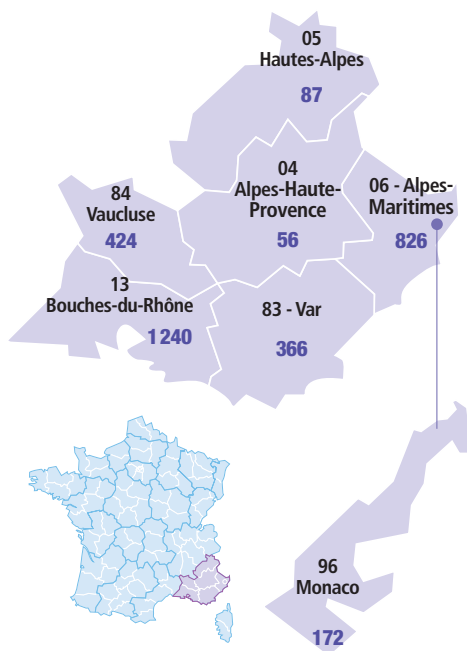 05
Hautes-Alpes
87
04
Alpes-Haute-
Provence
56
06 - Alpes-
Maritimes
826
84
Vaucluse
424
13
Bouches-du-Rhône
1 240
83 - Var
366
96
Monaco
172